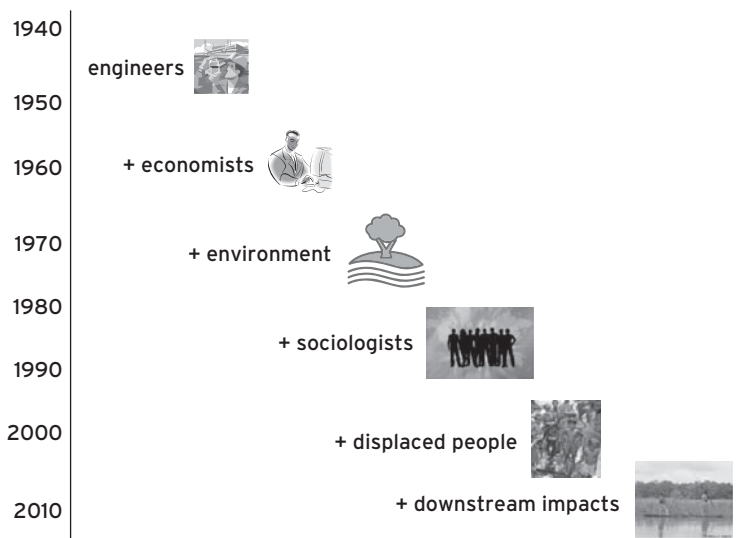 1940
engineers
1950
+ economists
1960
1970
+ environment
1980
+ sociologists
1990
2000
+ displaced people
+ downstream impacts
2010